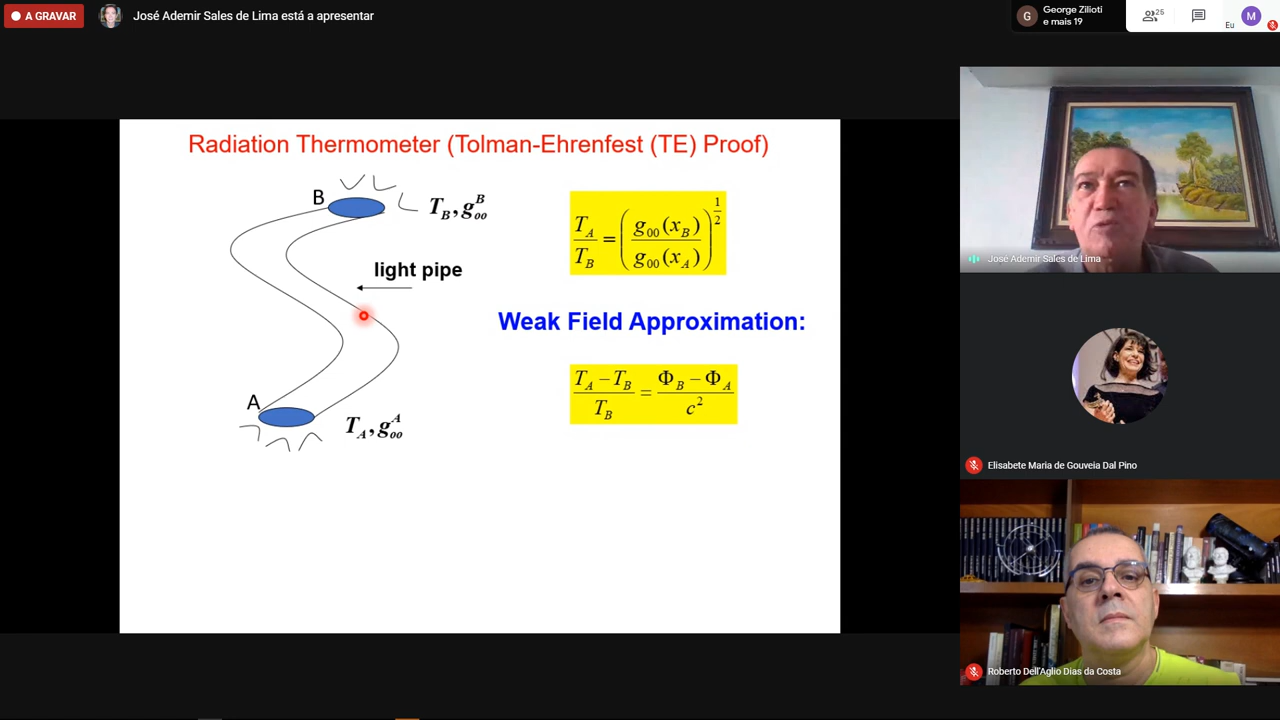 A GRAVAR
José Ademir Sales de Lima está a apresentar
G
George Zilioti
e mais 19
25
Eu
M
Radiation Thermometer (Tolman-Ehrenfest (TE) Proof)
B
T_B, g_oo^B
light pipe
A
T_A, g_oo^A
T_A / T_B = (g_00(x_B) / g_00(x_A))^(1/2)
Weak Field Approximation:
(T_A − T_B) / T_B = (Φ_B − Φ_A) / c^2
José Ademir Sales de Lima
Elisabete Maria de Gouveia Dal Pino
Roberto Dell'Aglio Dias da Costa